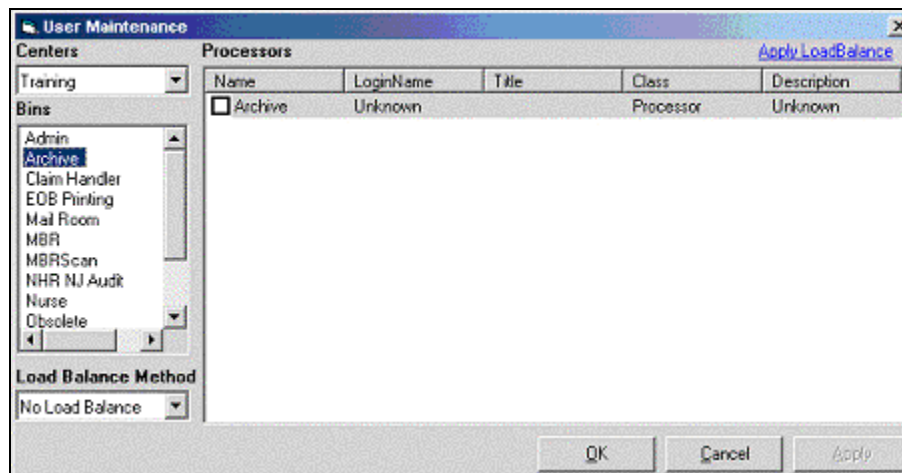 User Maintenance
Centers
Processors
Apply LoadBalance
Training
Name LoginName Title Class Description
Archive Unknown Processor Unknown
Bins
Admin
Archive
Claim Handler
EOB Printing
Mail Room
MBR
MBRScan
NHR NJ Audit
Nurse
Obsolete
Load Balance Method
No Load Balance
OK Cancel Apply